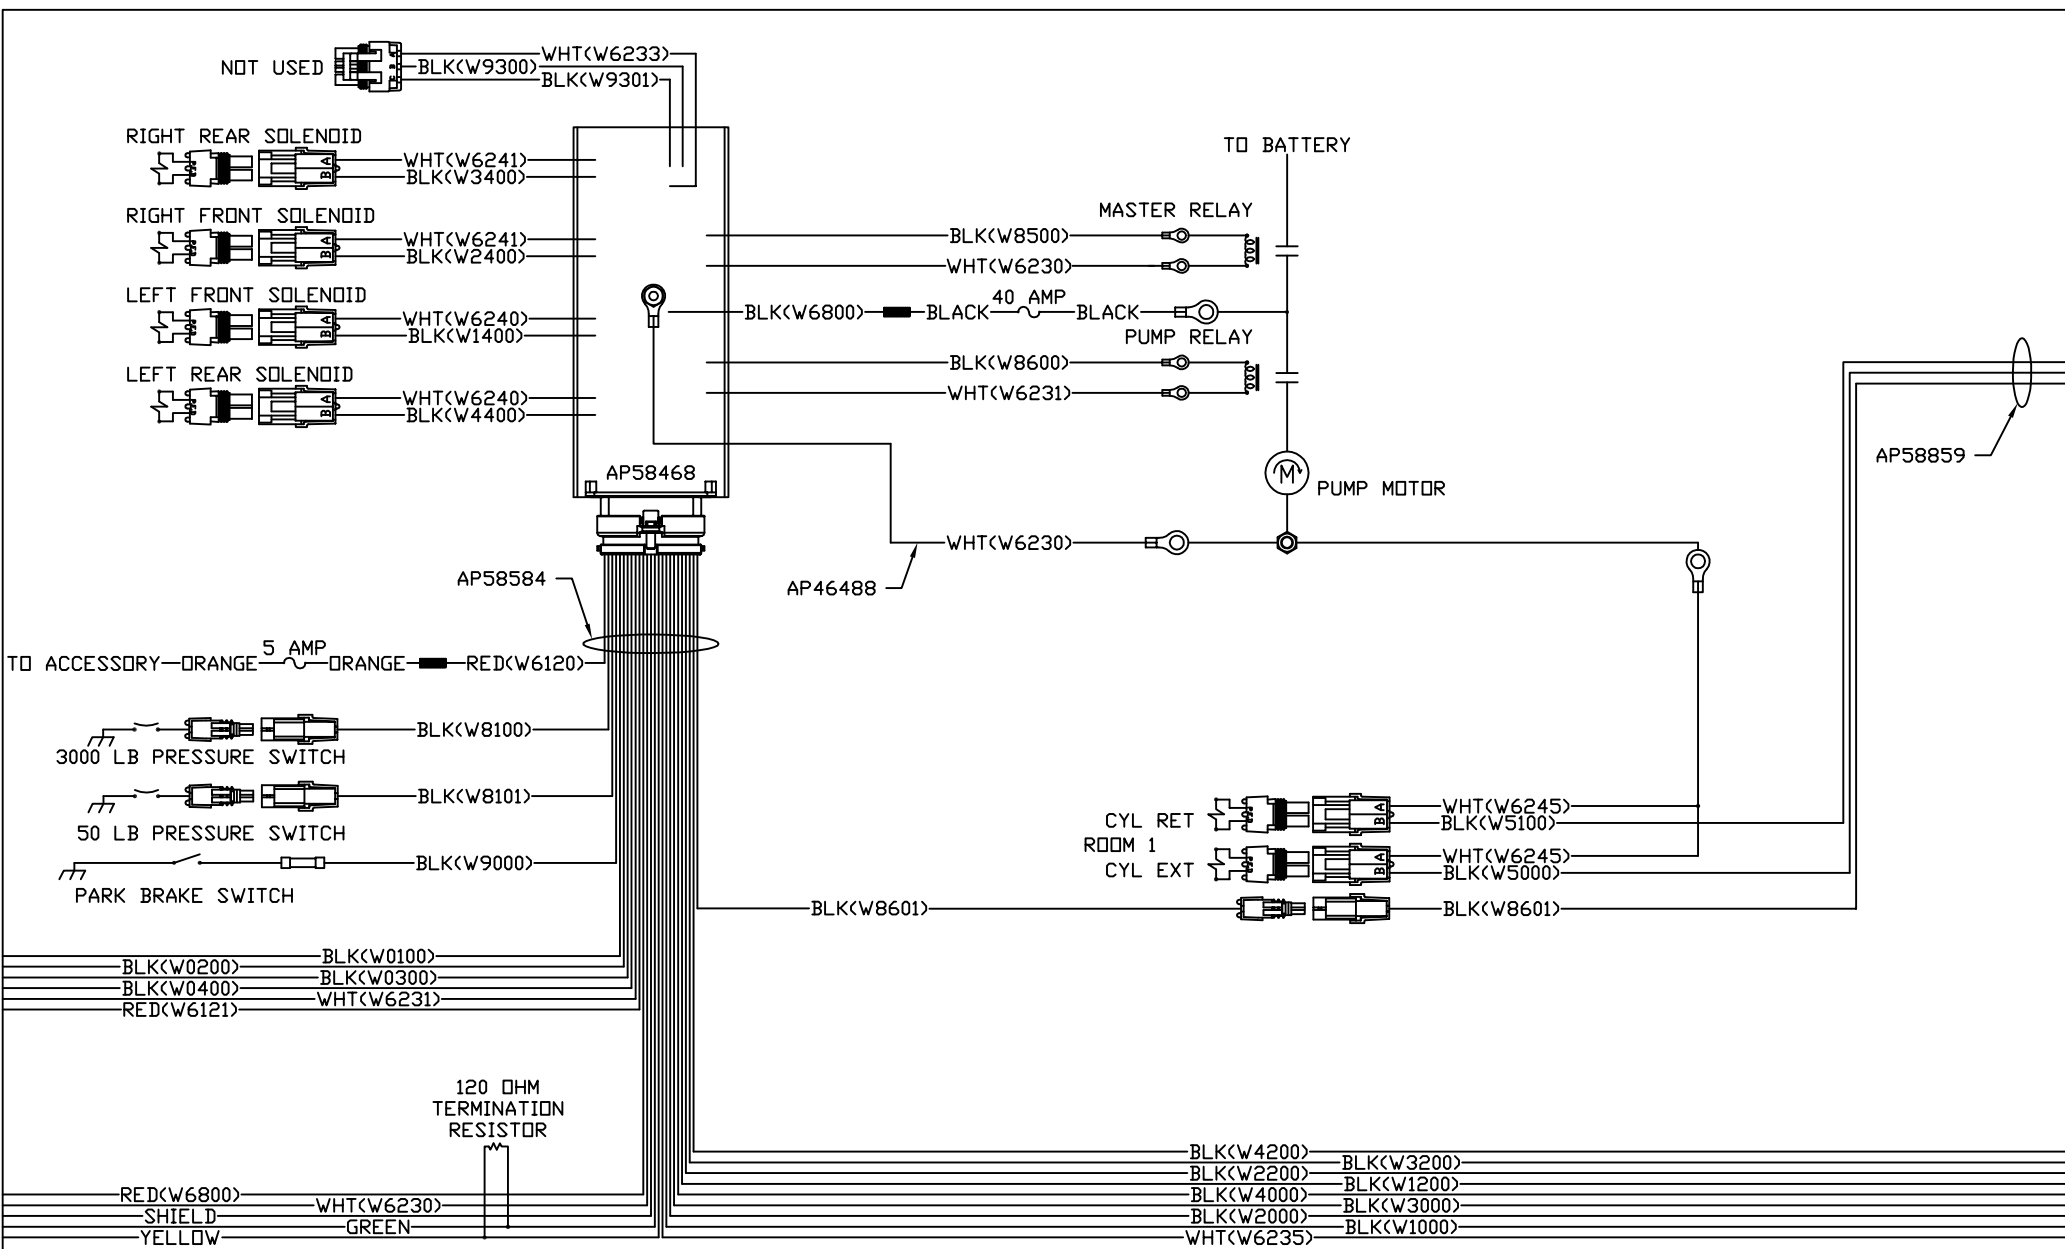 NOT USED
WHT(W6233)
BLK(W9300)
BLK(W9301)
RIGHT REAR SOLENOID
A
B
WHT(W6241)
BLK(W3400)
RIGHT FRONT SOLENOID
A
B
WHT(W6241)
BLK(W2400)
LEFT FRONT SOLENOID
A
B
WHT(W6240)
BLK(W1400)
LEFT REAR SOLENOID
A
B
WHT(W6240)
BLK(W4400)
AP58468
TO BATTERY
MASTER RELAY
BLK(W8500)
WHT(W6230)
BLK(W6800)
BLACK
40 AMP
BLACK
PUMP RELAY
BLK(W8600)
WHT(W6231)
M
PUMP MOTOR
WHT(W6230)
AP46488
AP58859
AP58584
TO ACCESSORY
ORANGE
5 AMP
ORANGE
RED(W6120)
BLK(W8100)
3000 LB PRESSURE SWITCH
BLK(W8101)
50 LB PRESSURE SWITCH
BLK(W9000)
PARK BRAKE SWITCH
CYL RET
ROOM 1
CYL EXT
A
B
WHT(W6245)
BLK(W5100)
A
B
WHT(W6245)
BLK(W5000)
BLK(W8601)
BLK(W8601)
BLK(W0100)
BLK(W0200)
BLK(W0300)
BLK(W0400)
WHT(W6231)
RED(W6121)
120 OHM
TERMINATION
RESISTOR
RED(W6800)
WHT(W6230)
SHIELD
GREEN
YELLOW
BLK(W4200)
BLK(W3200)
BLK(W2200)
BLK(W1200)
BLK(W4000)
BLK(W3000)
BLK(W2000)
BLK(W1000)
WHT(W6235)